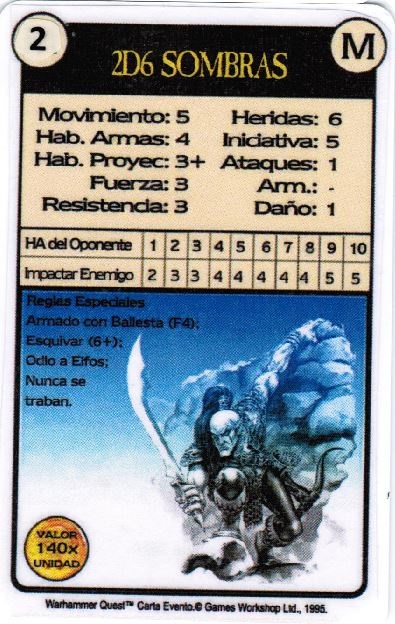 2
M
2D6 SOMBRAS
Movimiento: 5 Heridas: 6
Hab. Armas: 4 Iniciativa: 5
Hab. Proyec: 3+ Ataques: 1
Fuerza: 3 Arm.: -
Resistencia: 3 Daño: 1
HA del Oponente 1 2 3 4 5 6 7 8 9 10
Impactar Enemigo 2 3 3 4 4 4 4 4 5 5
Reglas Especiales
Armado con Ballesta (F4);
Esquivar (6+);
Odio a Elfos;
Nunca se
traban.
VALOR
140x
UNIDAD
Warhammer Quest™ Carta Evento.© Games Workshop Ltd., 1995.